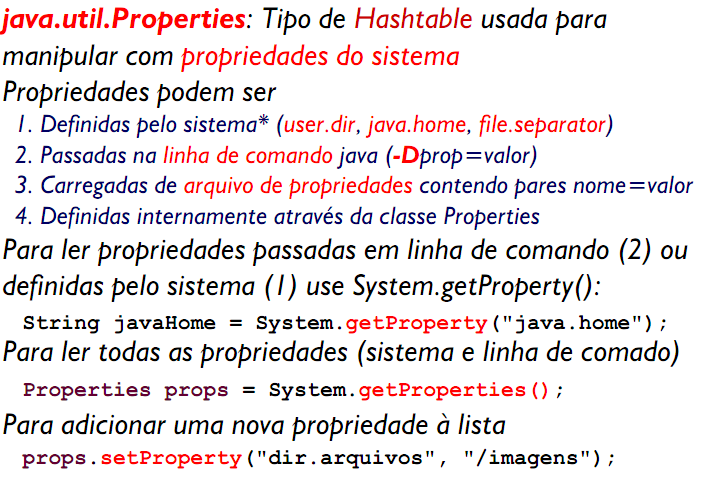 java.util.Properties: Tipo de Hashtable usada para
manipular com propriedades do sistema
Propriedades podem ser
1. Definidas pelo sistema* (user.dir, java.home, file.separator)
2. Passadas na linha de comando java (-Dprop=valor)
3. Carregadas de arquivo de propriedades contendo pares nome=valor
4. Definidas internamente através da classe Properties
Para ler propriedades passadas em linha de comando (2) ou
definidas pelo sistema (1) use System.getProperty():
String javaHome = System.getProperty("java.home");
Para ler todas as propriedades (sistema e linha de comado)
Properties props = System.getProperties();
Para adicionar uma nova propriedade à lista
props.setProperty("dir.arquivos", "/imagens");